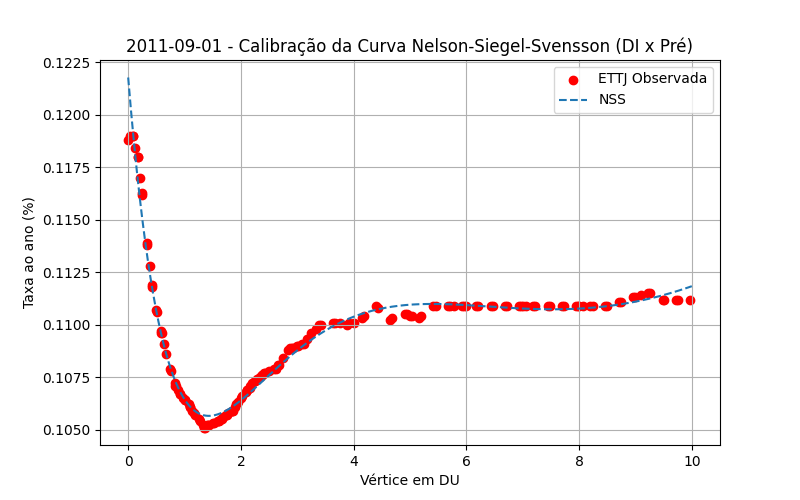 2011-09-01 - Calibração da Curva Nelson-Siegel-Svensson (DI x Pré)
ETTJ Observada
NSS
Taxa ao ano (%)
0.1225
0.1200
0.1175
0.1150
0.1125
0.1100
0.1075
0.1050
0 2 4 6 8 10
Vértice em DU